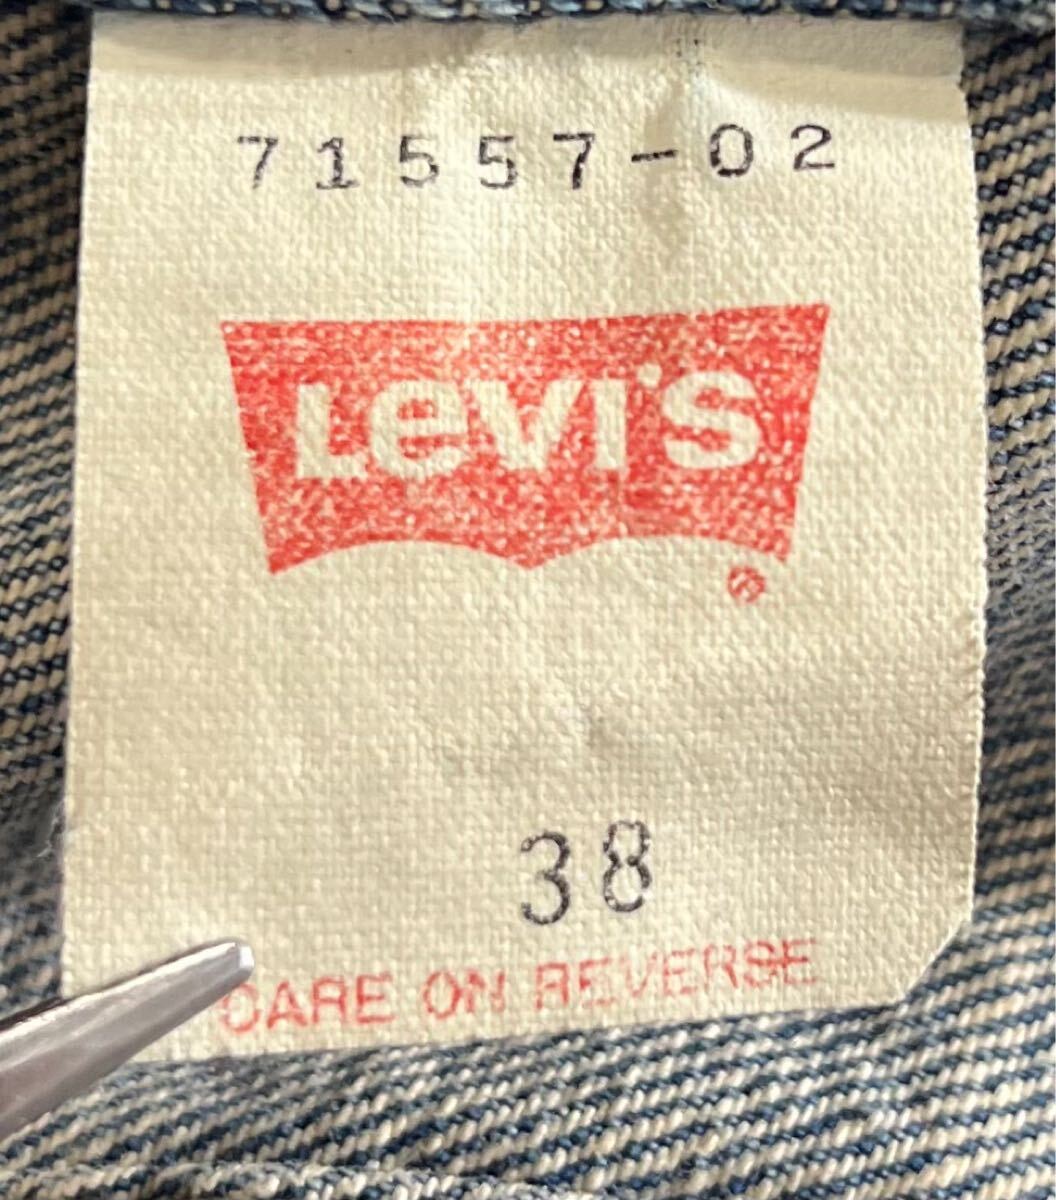 71557-02
Levi's
®
38
CARE ON REVERSE